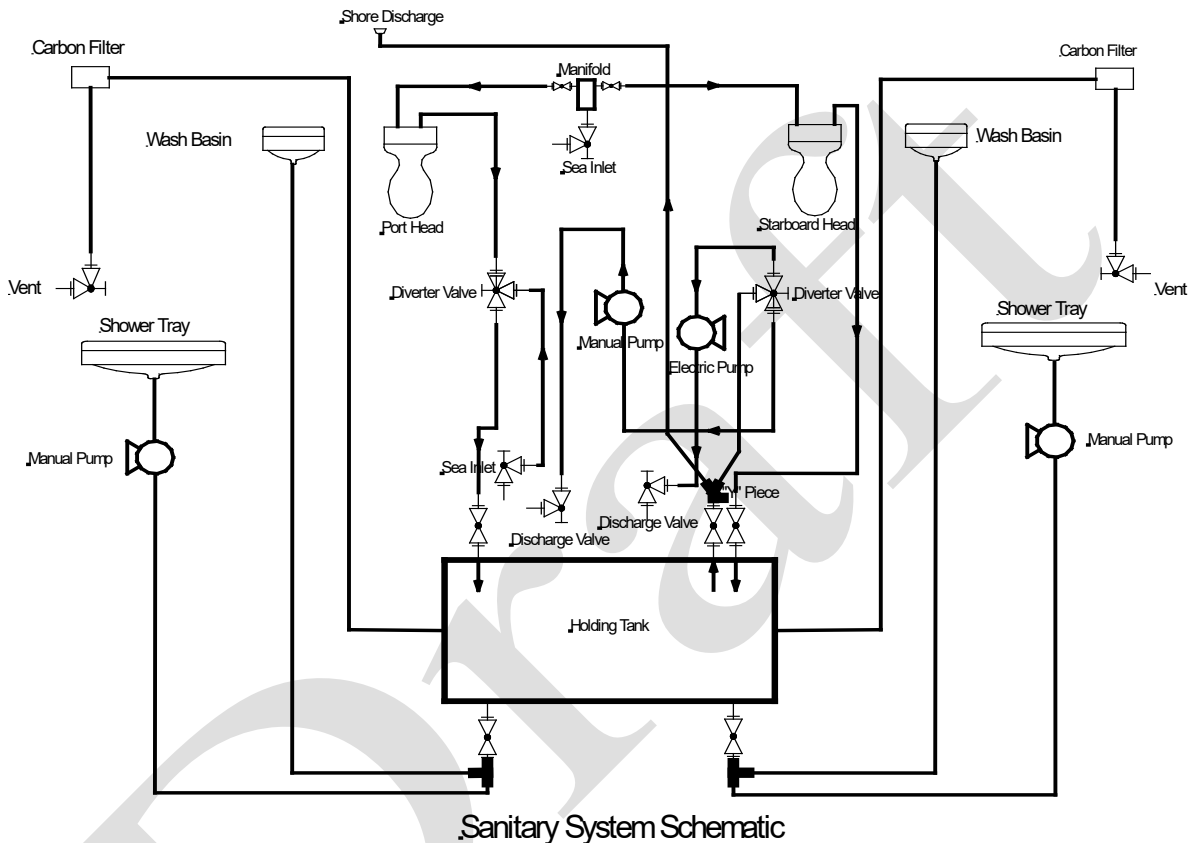 Shore Discharge
Carbon Filter
Carbon Filter
Manifold
Wash Basin
Wash Basin
Sea Inlet
Port Head
Starboard Head
Vent
Diverter Valve
Diverter Valve
Vent
Shower Tray
Shower Tray
Manual Pump
Electric Pump
Manual Pump
Manual Pump
Sea Inlet
"Y" Piece
Discharge Valve
Discharge Valve
Holding Tank
Sanitary System Schematic
Draft